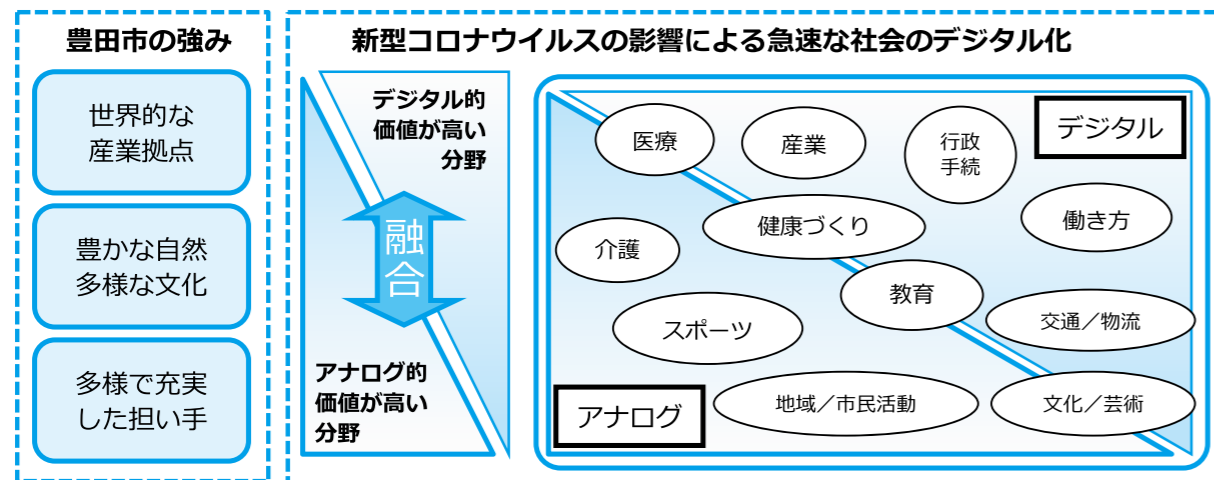 豊田市の強み
世界的な
産業拠点
豊かな自然
多様な文化
多様で充実
した担い手
新型コロナウイルスの影響による急速な社会のデジタル化
デジタル的
価値が高い
分野
融
合
アナログ的
価値が高い
分野
デジタル
医療
産業
行政
手続
働き方
健康づくり
介護
教育
交通／物流
スポーツ
アナログ
地域／市民活動
文化／芸術